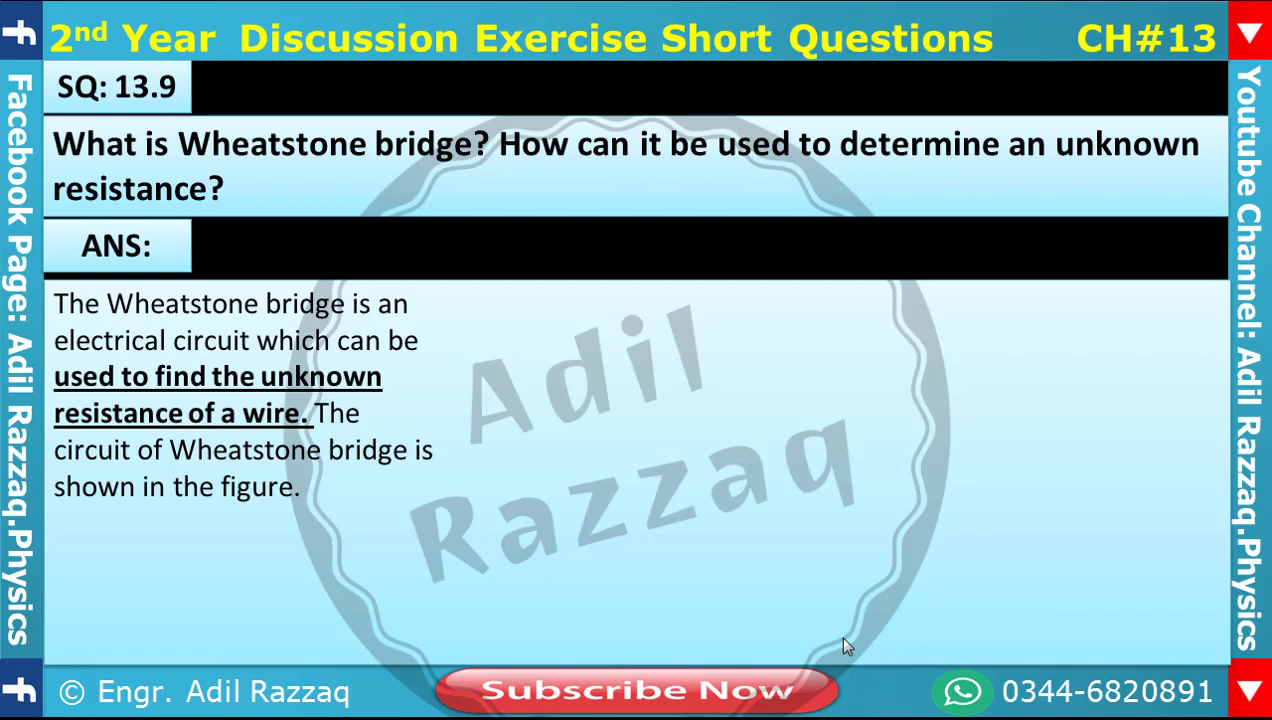 2nd Year Discussion Exercise Short Questions CH#13
SQ: 13.9
What is Wheatstone bridge? How can it be used to determine an unknown
resistance?
ANS:
The Wheatstone bridge is an
electrical circuit which can be
used to find the unknown
resistance of a wire. The
circuit of Wheatstone bridge is
shown in the figure.
Adil
Razzaq
Facebook Page: Adil Razzaq.Physics
Youtube Channel: Adil Razzaq.Physics
© Engr. Adil Razzaq
Subscribe Now
0344-6820891